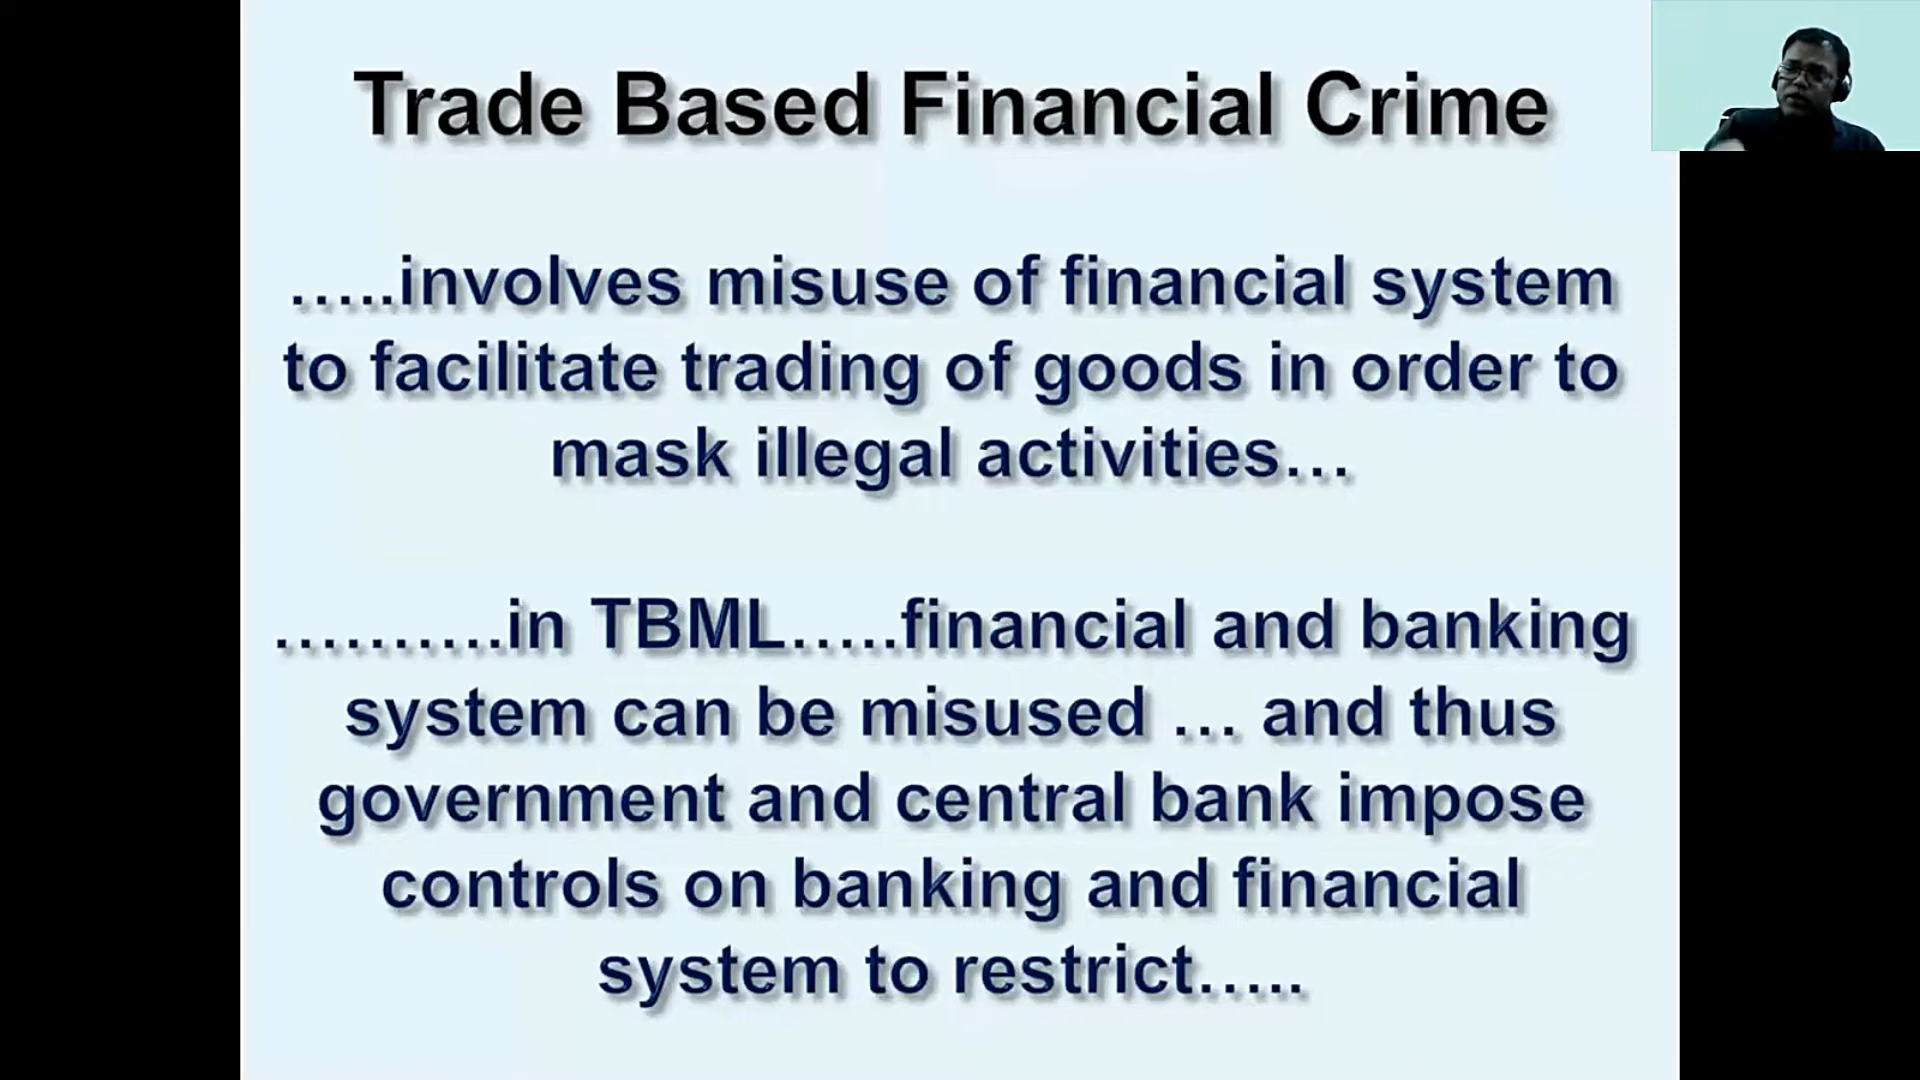 Trade Based Financial Crime
…..involves misuse of financial system
to facilitate trading of goods in order to
mask illegal activities…
……….in TBML…..financial and banking
system can be misused … and thus
government and central bank impose
controls on banking and financial
system to restrict…..